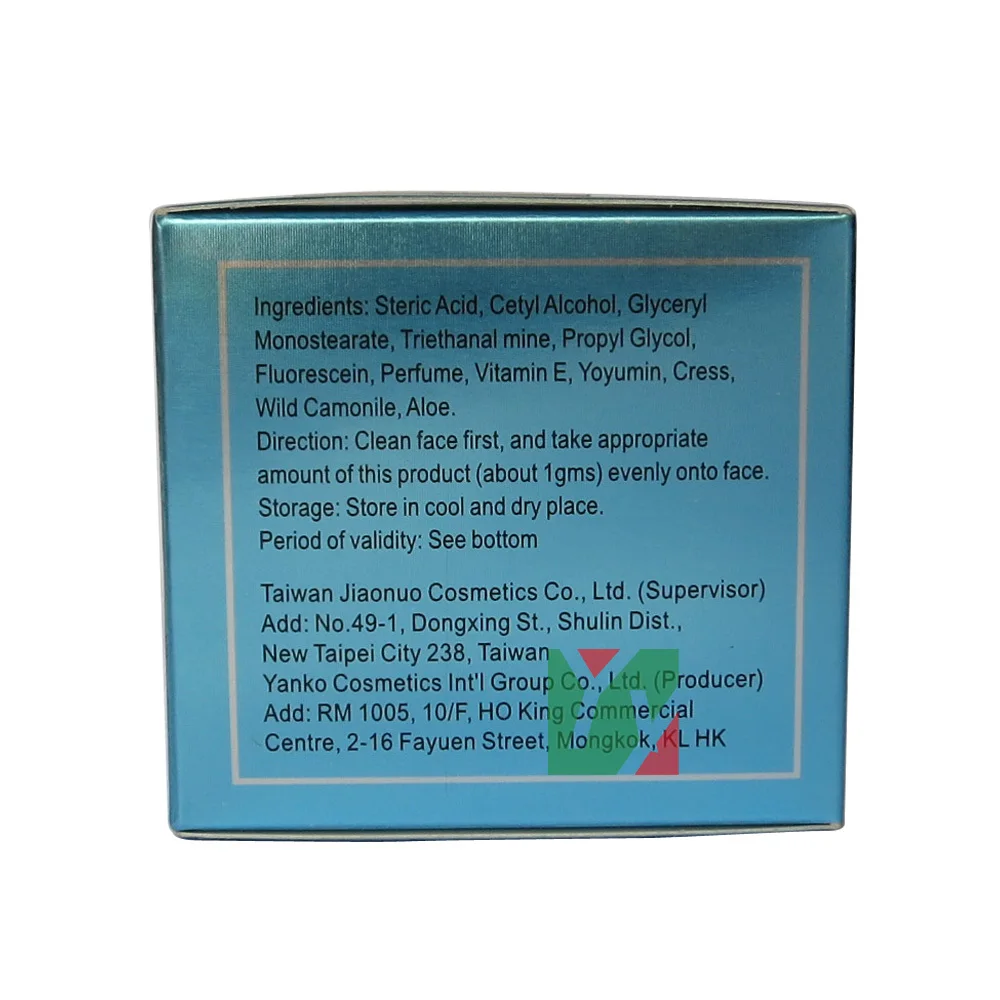 Ingredients: Steric Acid, Cetyl Alcohol, Glyceryl
Monostearate, Triethanal mine, Propyl Glycol,
Fluorescein, Perfume, Vitamin E, Yoyumin, Cress,
Wild Camonile, Aloe.
Direction: Clean face first, and take appropriate
amount of this product (about 1gms) evenly onto face.
Storage: Store in cool and dry place.
Period of validity: See bottom
Taiwan Jiaonuo Cosmetics Co., Ltd. (Supervisor)
Add: No.49-1, Dongxing St., Shulin Dist.,
New Taipei City 238, Taiwan
Yanko Cosmetics Int'l Group Co., Ltd. (Producer)
Add: RM 1005, 10/F, HO King Commercial
Centre, 2-16 Fayuen Street, Mongkok, KL HK